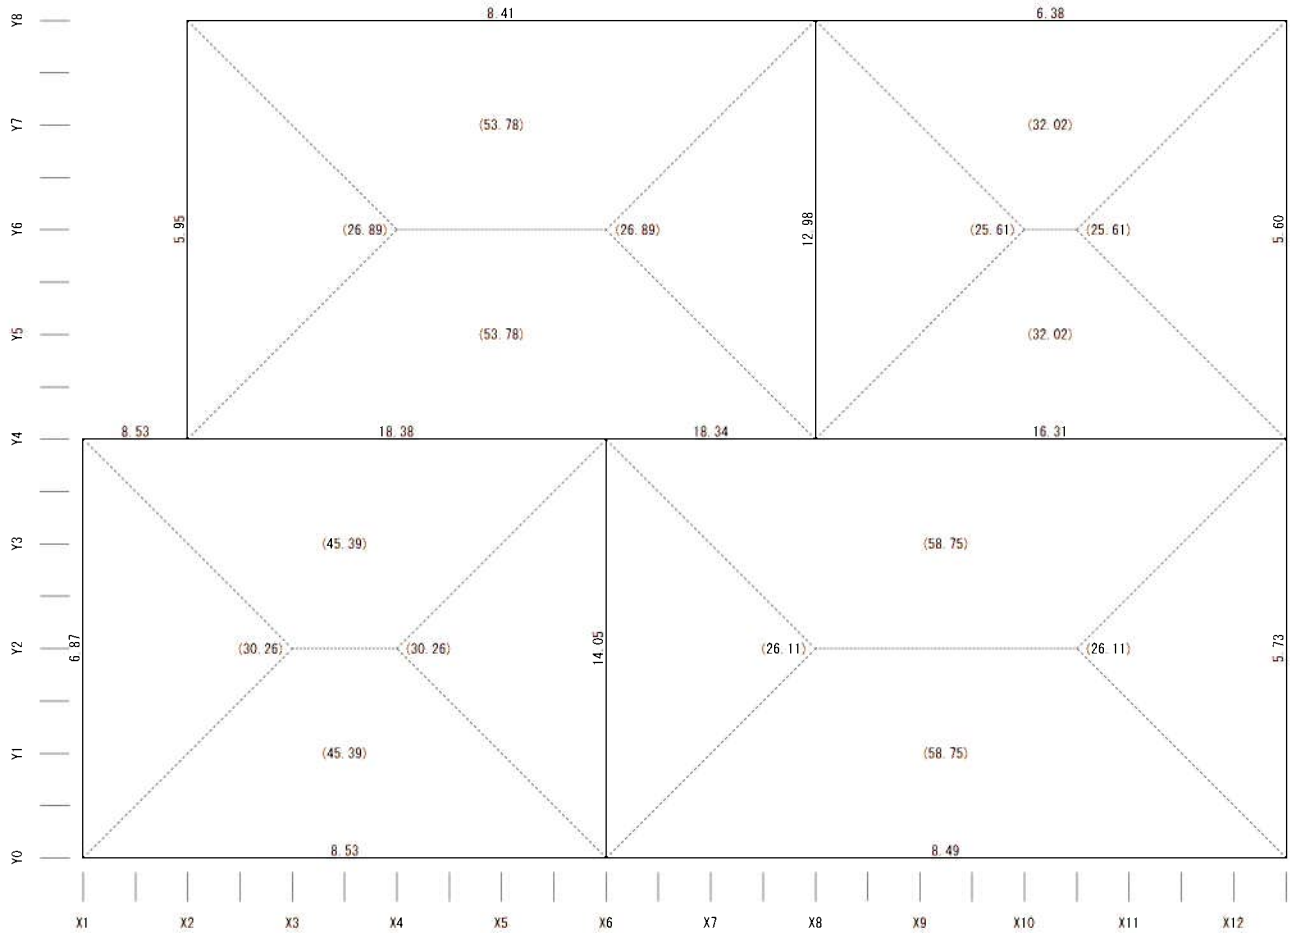 Y8 8.41 6.38
Y7 (53.78) (32.02)
Y6 5.95 (26.89) (26.89) 12.98 (25.61) (25.61) 5.60
Y5 (53.78) (32.02)
Y4 8.53 18.38 18.34 16.31
Y3 (45.39) (58.75)
Y2 6.87 (30.26) (30.26) 14.05 (26.11) (26.11) 5.73
Y1 (45.39) (58.75)
Y0 8.53 8.49
X1 X2 X3 X4 X5 X6 X7 X8 X9 X10 X11 X12